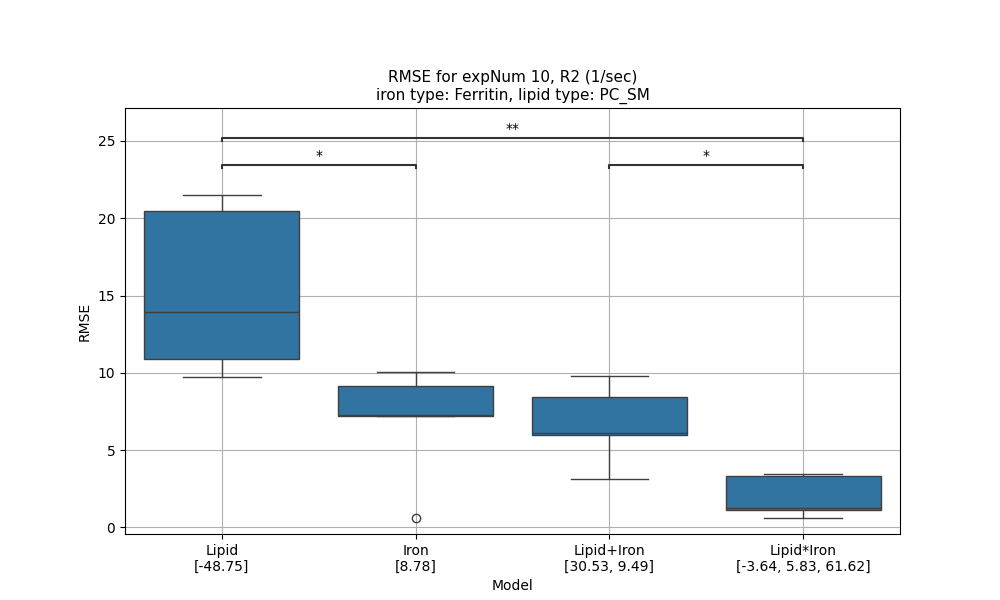 RMSE for expNum 10, R2 (1/sec)
iron type: Ferritin, lipid type: PC_SM
**
*
*
25
20
15
10
5
0
RMSE
Lipid
[-48.75]
Iron
[8.78]
Lipid+Iron
[30.53, 9.49]
Lipid*Iron
[-3.64, 5.83, 61.62]
Model